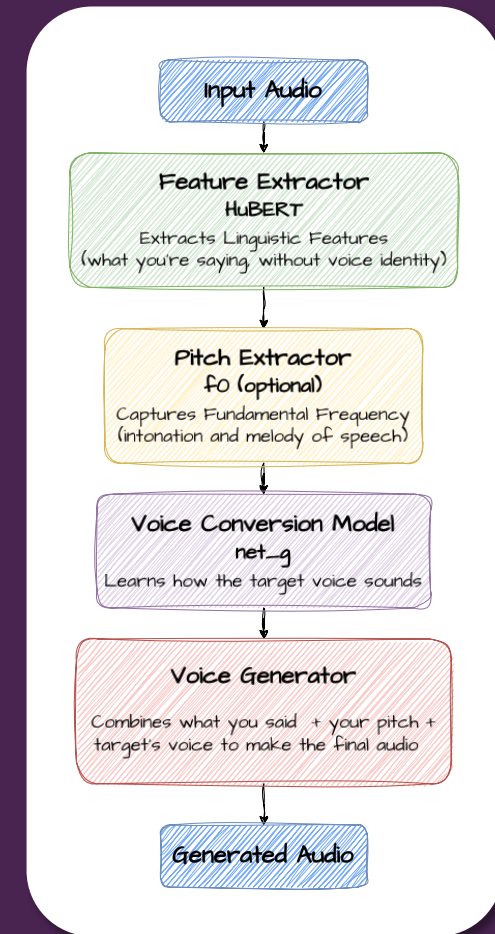 Input Audio
Feature Extractor
HuBERT
Extracts Linguistic Features
(what you're saying, without voice identity)
Pitch Extractor
f0 (optional)
Captures Fundamental Frequency
(intonation and melody of speech)
Voice Conversion Model
net_g
Learns how the target voice sounds
Voice Generator
Combines what you said + your pitch +
target's voice to make the final audio
Generated Audio